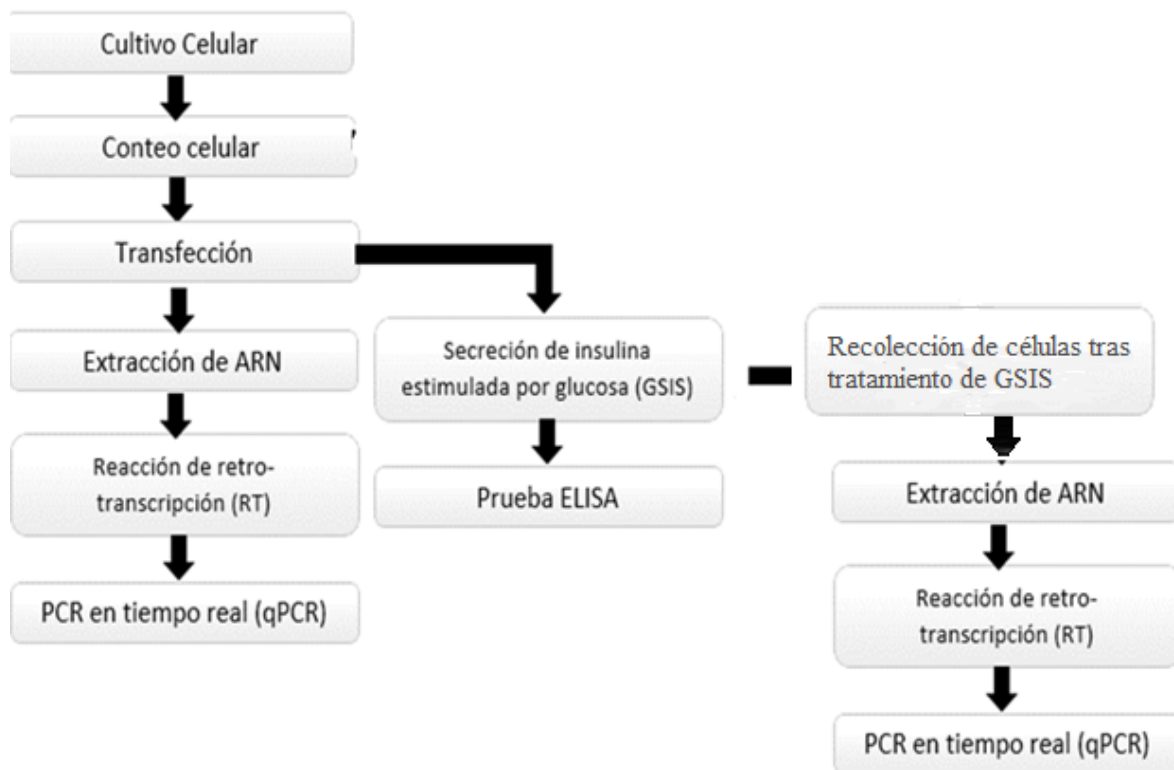 Cultivo Celular
Conteo celular
Transfección
Extracción de ARN
Reacción de retro-
transcripción (RT)
PCR en tiempo real (qPCR)
Secreción de insulina
estimulada por glucosa (GSIS)
Prueba ELISA
Recolección de células tras
tratamiento de GSIS
Extracción de ARN
Reacción de retro-
transcripción (RT)
PCR en tiempo real (qPCR)